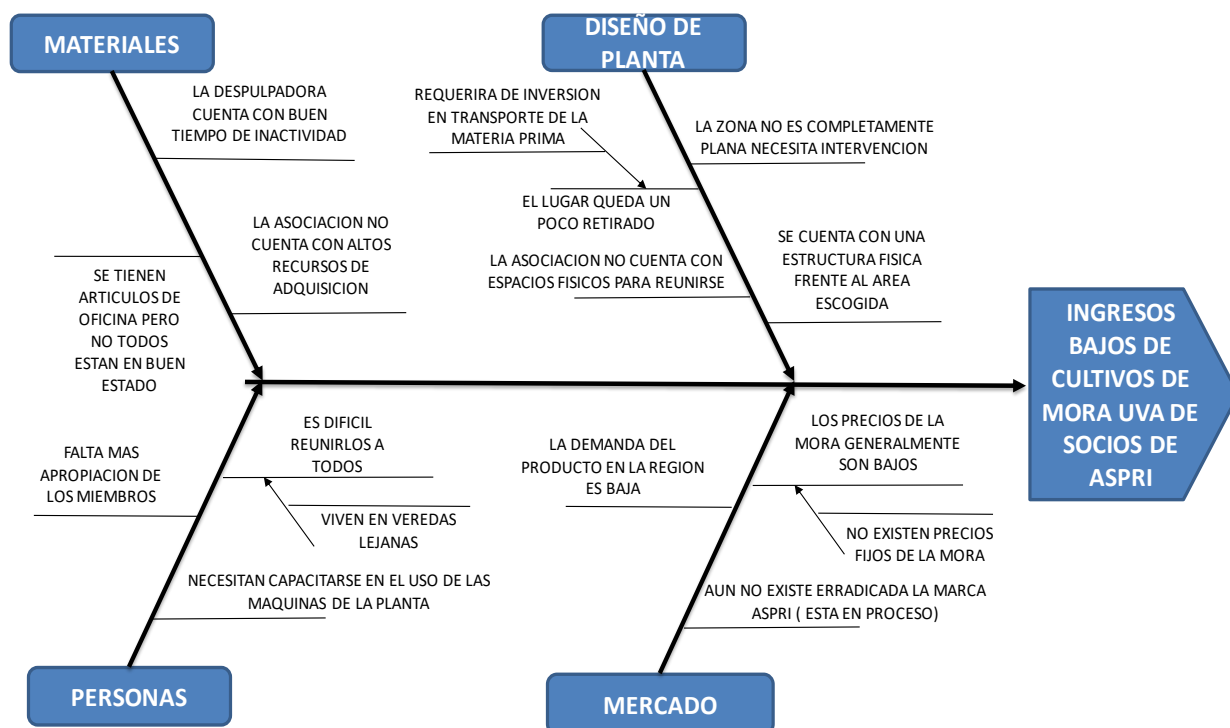 MATERIALES
DISEÑO DE
PLANTA
LA DESPULPADORA
CUENTA CON BUEN
TIEMPO DE INACTIVIDAD
REQUERIRA DE INVERSION
EN TRANSPORTE DE LA
MATERIA PRIMA
LA ZONA NO ES COMPLETAMENTE
PLANA NECESITA INTERVENCION
EL LUGAR QUEDA UN
POCO RETIRADO
LA ASOCIACION NO
CUENTA CON ALTOS
RECURSOS DE
ADQUISICION
LA ASOCIACION NO CUENTA CON
ESPACIOS FISICOS PARA REUNIRSE
SE CUENTA CON UNA
ESTRUCTURA FISICA
FRENTE AL AREA
ESCOGIDA
SE TIENEN
ARTICULOS DE
OFICINA PERO
NO TODOS
ESTAN EN BUEN
ESTADO
INGRESOS
BAJOS DE
CULTIVOS DE
MORA UVA DE
SOCIOS DE
ASPRI
FALTA MAS
APROPIACION DE
LOS MIEMBROS
ES DIFICIL
REUNIRLOS A
TODOS
VIVEN EN VEREDAS
LEJANAS
NECESITAN CAPACITARSE EN EL USO DE LAS
MAQUINAS DE LA PLANTA
LA DEMANDA DEL
PRODUCTO EN LA REGION
ES BAJA
LOS PRECIOS DE LA
MORA GENERALMENTE
SON BAJOS
NO EXISTEN PRECIOS
FIJOS DE LA MORA
AUN NO EXISTE ERRADICADA LA MARCA
ASPRI ( ESTA EN PROCESO)
PERSONAS
MERCADO